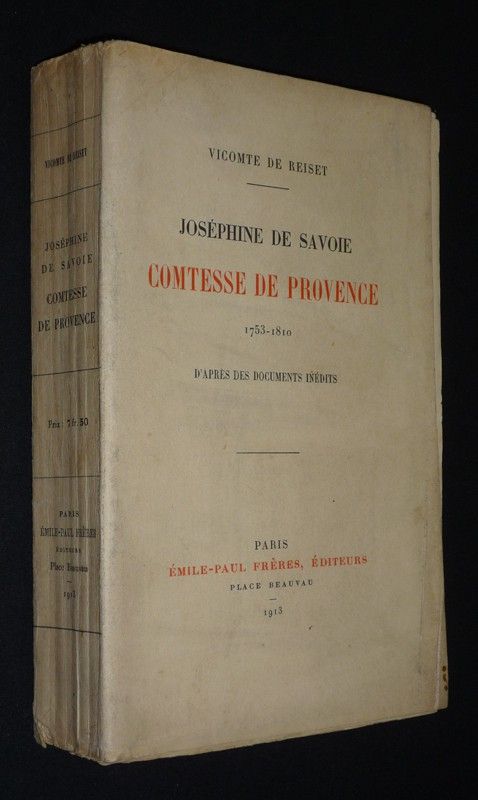 VICOMTE DE REISET
JOSÉPHINE
DE SAVOIE
COMTESSE
DE PROVENCE
Prix : 7 fr. 50
PARIS
ÉMILE-PAUL FRÈRES
ÉDITEURS
Place Beauvau
1913
VICOMTE DE REISET
JOSÉPHINE DE SAVOIE
COMTESSE DE PROVENCE
1753-1810
D'APRÈS DES DOCUMENTS INÉDITS
PARIS
ÉMILE-PAUL FRÈRES, ÉDITEURS
PLACE BEAUVAU
1913